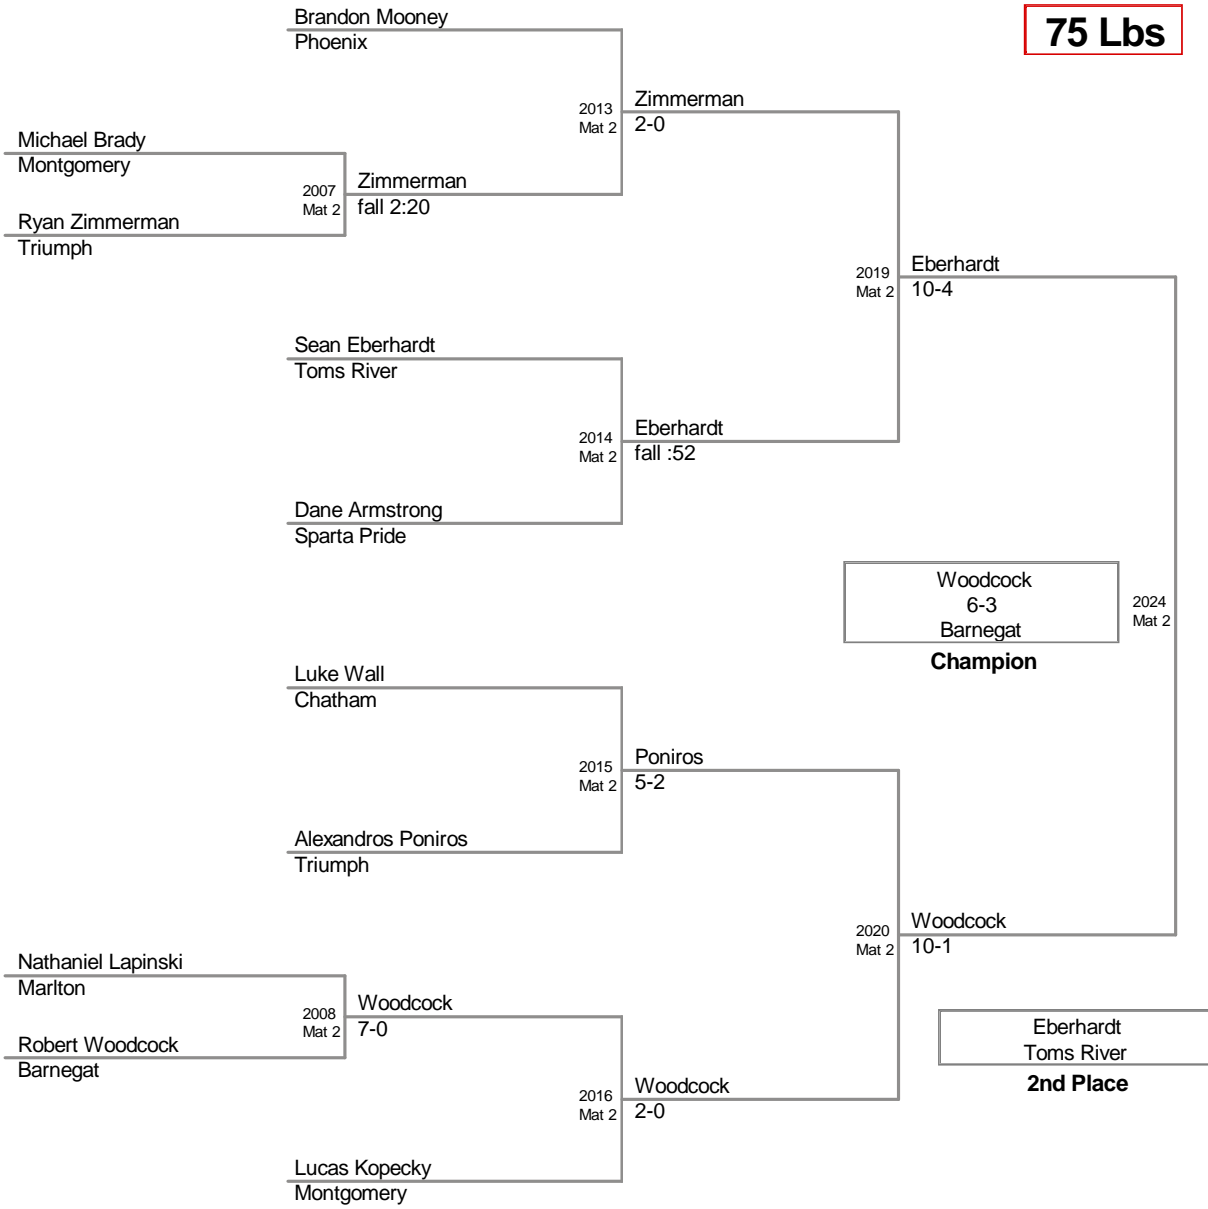 75 Lbs
Brandon Mooney
Phoenix
2013
Mat 2
Zimmerman
2-0
Michael Brady
Montgomery
2007
Mat 2
Zimmerman
fall 2:20
Ryan Zimmerman
Triumph
2019
Mat 2
Eberhardt
10-4
Sean Eberhardt
Toms River
2014
Mat 2
Eberhardt
fall :52
Dane Armstrong
Sparta Pride
Woodcock
6-3
Barnegat
Champion
2024
Mat 2
Luke Wall
Chatham
2015
Mat 2
Poniros
5-2
Alexandros Poniros
Triumph
2020
Mat 2
Woodcock
10-1
Nathaniel Lapinski
Marlton
2008
Mat 2
Woodcock
7-0
Robert Woodcock
Barnegat
Eberhardt
Toms River
2nd Place
2016
Mat 2
Woodcock
2-0
Lucas Kopecky
Montgomery